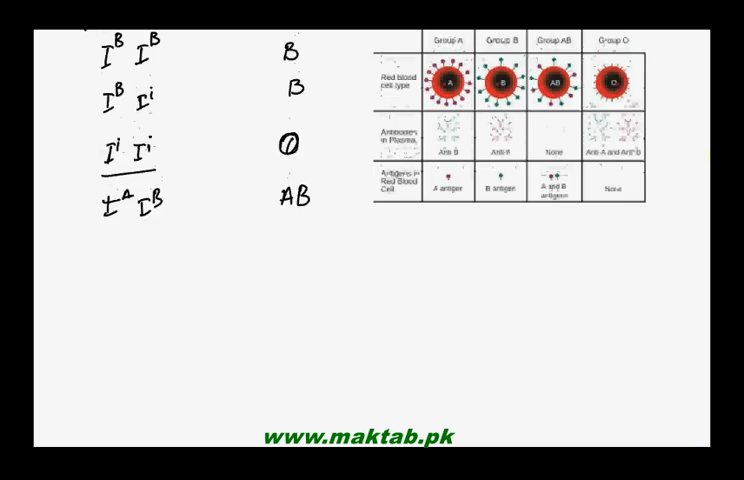 I^B I^B B
I^B I^i B
I^i I^i O
I^A I^B AB
Group A Group B Group AB Group O
Red blood cell type A B AB O
Antibodies in Plasma Anti B None Anti-A and Anti-B
Antigens in Red Blood Cell A antigen B antigen A and B antigens None
www.maktab.pk